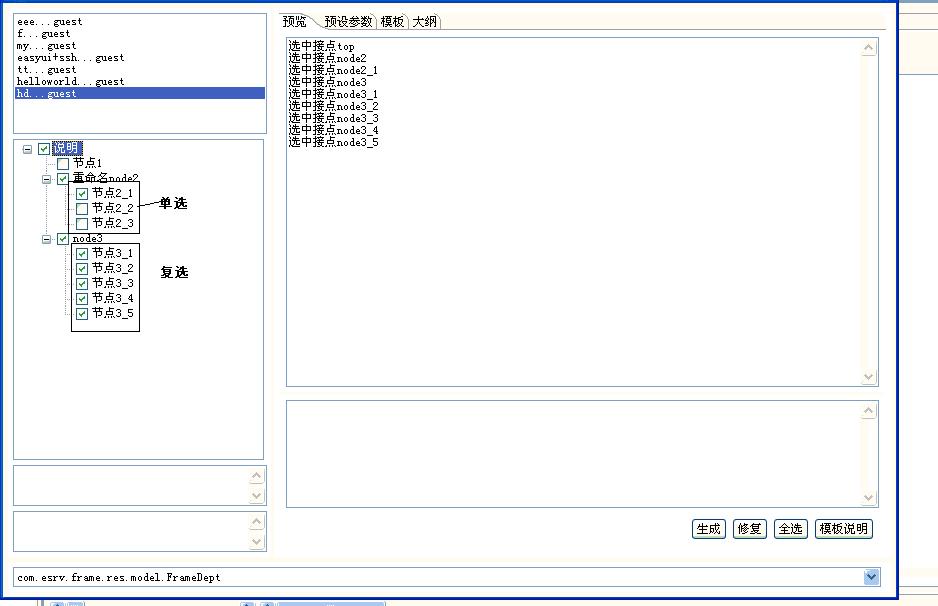 eee...guest
f...guest
my...guest
easyui+ssh...guest
tt...guest
helloworld...guest
hd...guest
说明
节点1
重命名node2
节点2_1
节点2_2
节点2_3
单选
node3
节点3_1
节点3_2
节点3_3
节点3_4
节点3_5
复选
预览 预设参数 模板 大纲
选中接点top
选中接点node2
选中接点node2_1
选中接点node3
选中接点node3_1
选中接点node3_2
选中接点node3_3
选中接点node3_4
选中接点node3_5
生成 修复 全选 模板说明
com.esrv.frame.res.model.FrameDept